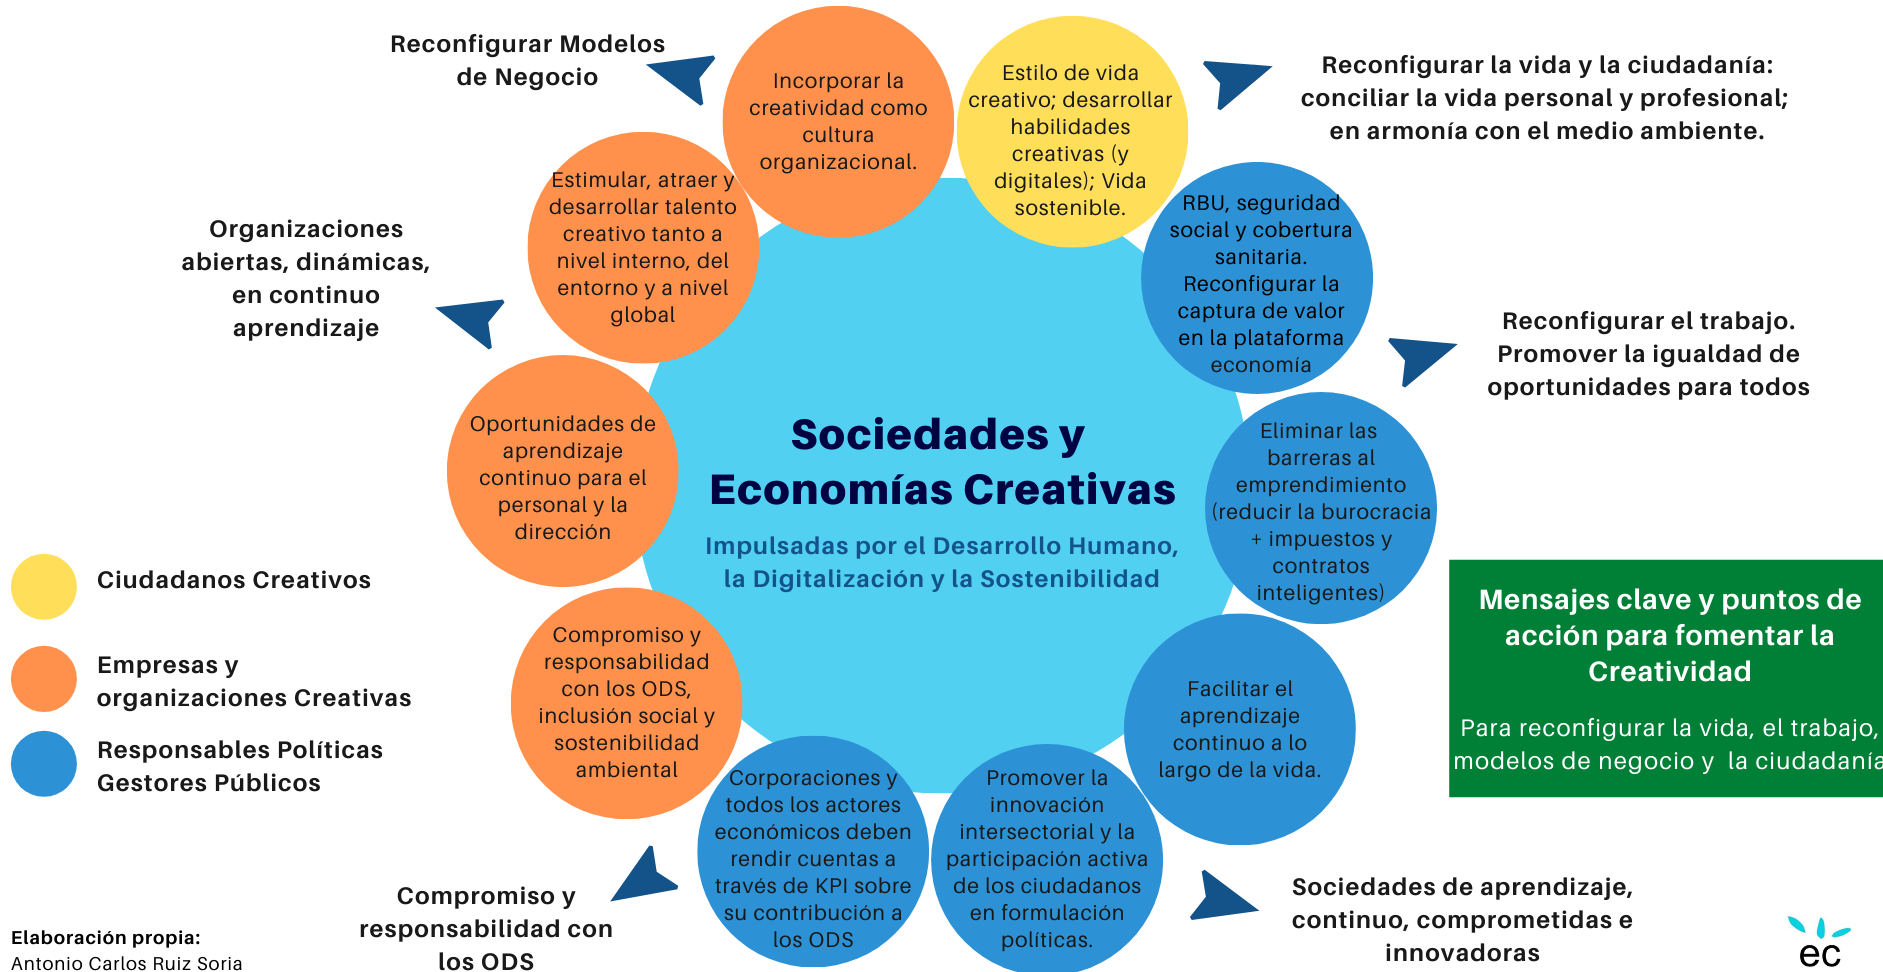 Reconfigurar Modelos
de Negocio
Incorporar la
creatividad como
cultura
organizacional.
Estilo de vida
creativo; desarrollar
habilidades
creativas (y
digitales); Vida
sostenible.
Reconfigurar la vida y la ciudadanía:
conciliar la vida personal y profesional;
en armonía con el medio ambiente.
Estimular, atraer y
desarrollar talento
creativo tanto a
nivel interno, del
entorno y a nivel
global
RBU, seguridad
social y cobertura
sanitaria.
Reconfigurar la
captura de valor
en la plataforma
economía
Organizaciones
abiertas, dinámicas,
en continuo
aprendizaje
Reconfigurar el trabajo.
Promover la igualdad de
oportunidades para todos
Oportunidades de
aprendizaje
continuo para el
personal y la
dirección
Sociedades y
Economías Creativas
Impulsadas por el Desarrollo Humano,
la Digitalización y la Sostenibilidad
Eliminar las
barreras al
emprendimiento
(reducir la burocracia
+ impuestos y
contratos
inteligentes)
Ciudadanos Creativos
Empresas y
organizaciones Creativas
Responsables Políticas
Gestores Públicos
Mensajes clave y puntos de
acción para fomentar la
Creatividad
Para reconfigurar la vida, el trabajo,
modelos de negocio y  la ciudadanía
Compromiso y
responsabilidad
con los ODS,
inclusión social y
sostenibilidad
ambiental
Facilitar el
aprendizaje
continuo a lo
largo de la vida.
Corporaciones y
todos los actores
económicos deben
rendir cuentas a
través de KPI sobre
su contribución a
los ODS
Promover la
innovación
intersectorial y la
participación activa
de los ciudadanos
en formulación
políticas.
Compromiso y
responsabilidad con
los ODS
Sociedades de aprendizaje,
continuo, comprometidas e
innovadoras
Elaboración propia:
Antonio Carlos Ruiz Soria
ec